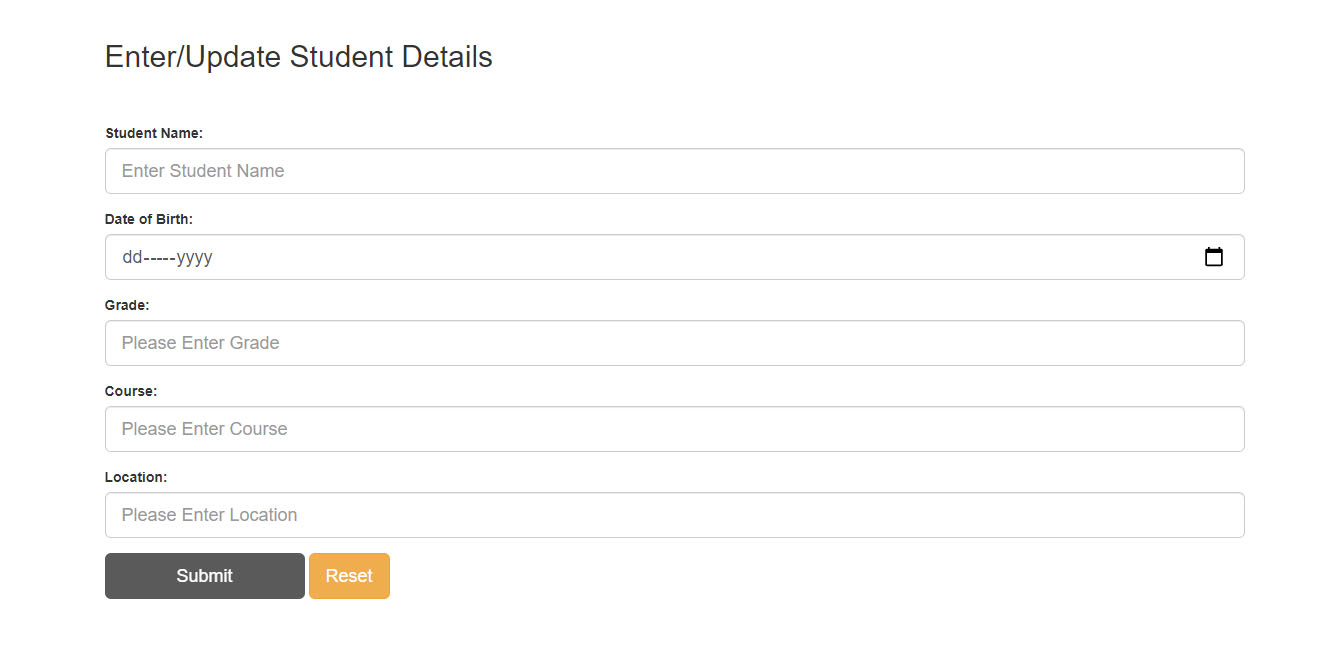 Enter/Update Student Details
Student Name:
Enter Student Name
Date of Birth:
dd-----yyyy
Grade:
Please Enter Grade
Course:
Please Enter Course
Location:
Please Enter Location
Submit Reset